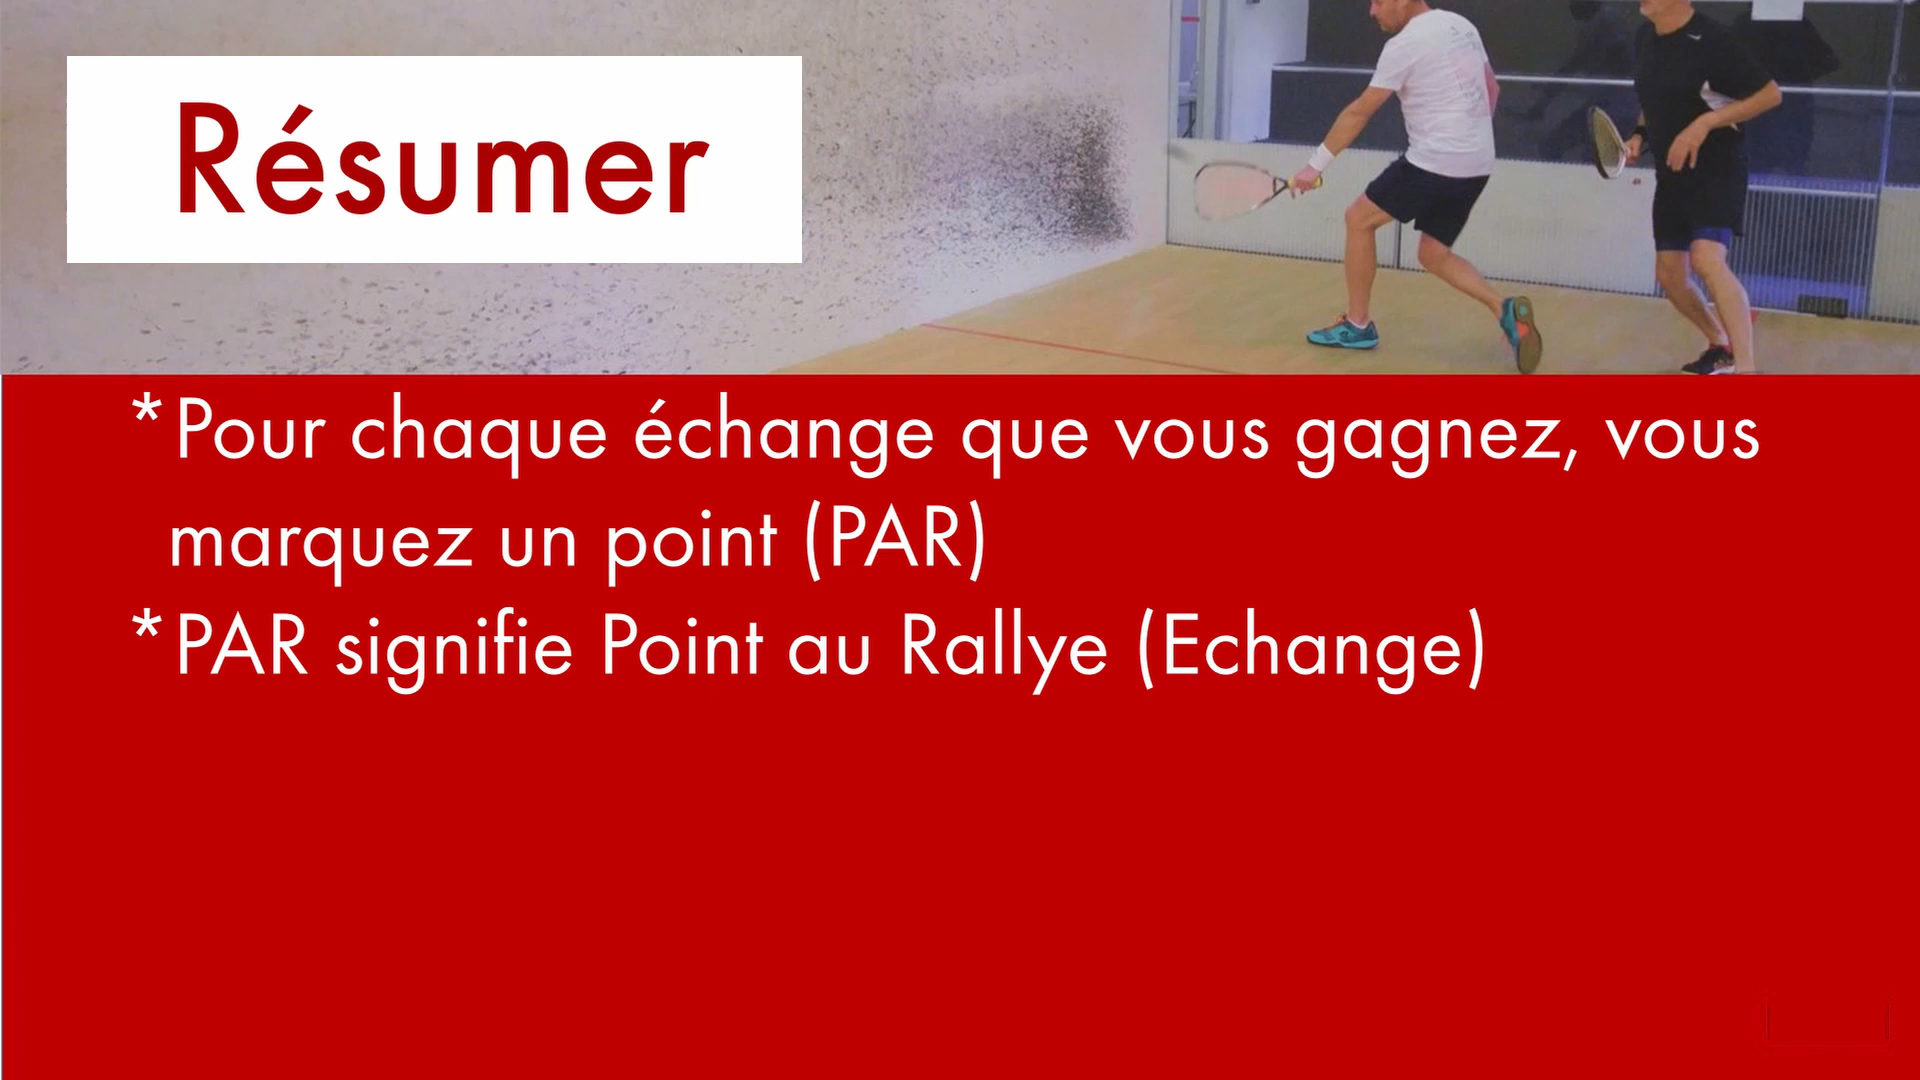 Résumer
*Pour chaque échange que vous gagnez, vous
marquez un point (PAR)
*PAR signifie Point au Rallye (Echange)